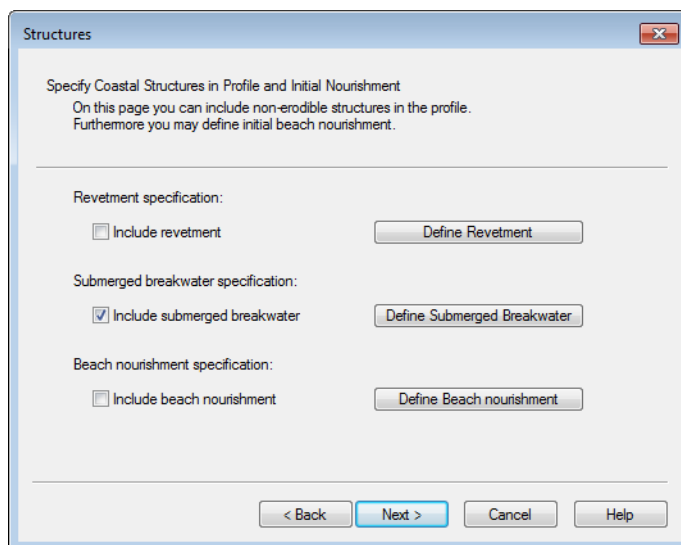 Structures
Specify Coastal Structures in Profile and Initial Nourishment
On this page you can include non-erodible structures in the profile.
Furthermore you may define initial beach nourishment.
Revetment specification:
Include revetment
Define Revetment
Submerged breakwater specification:
Include submerged breakwater
Define Submerged Breakwater
Beach nourishment specification:
Include beach nourishment
Define Beach nourishment
< Back
Next >
Cancel
Help